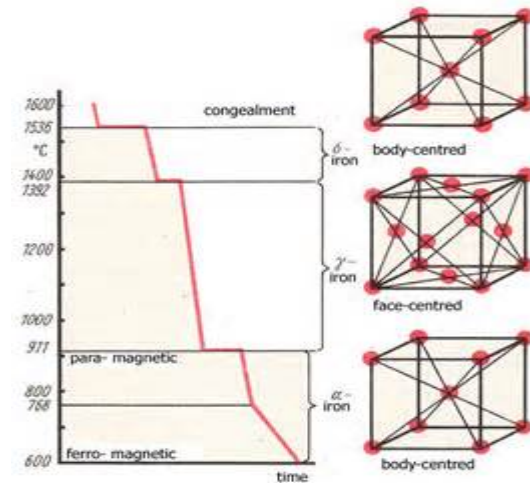 1600
congealment
1536
°C
δ-
iron
body-centred
1400
1392
1200
γ-
iron
face-centred
1000
911
para- magnetic
800
768
α-
iron
ferro- magnetic
600
time
body-centred